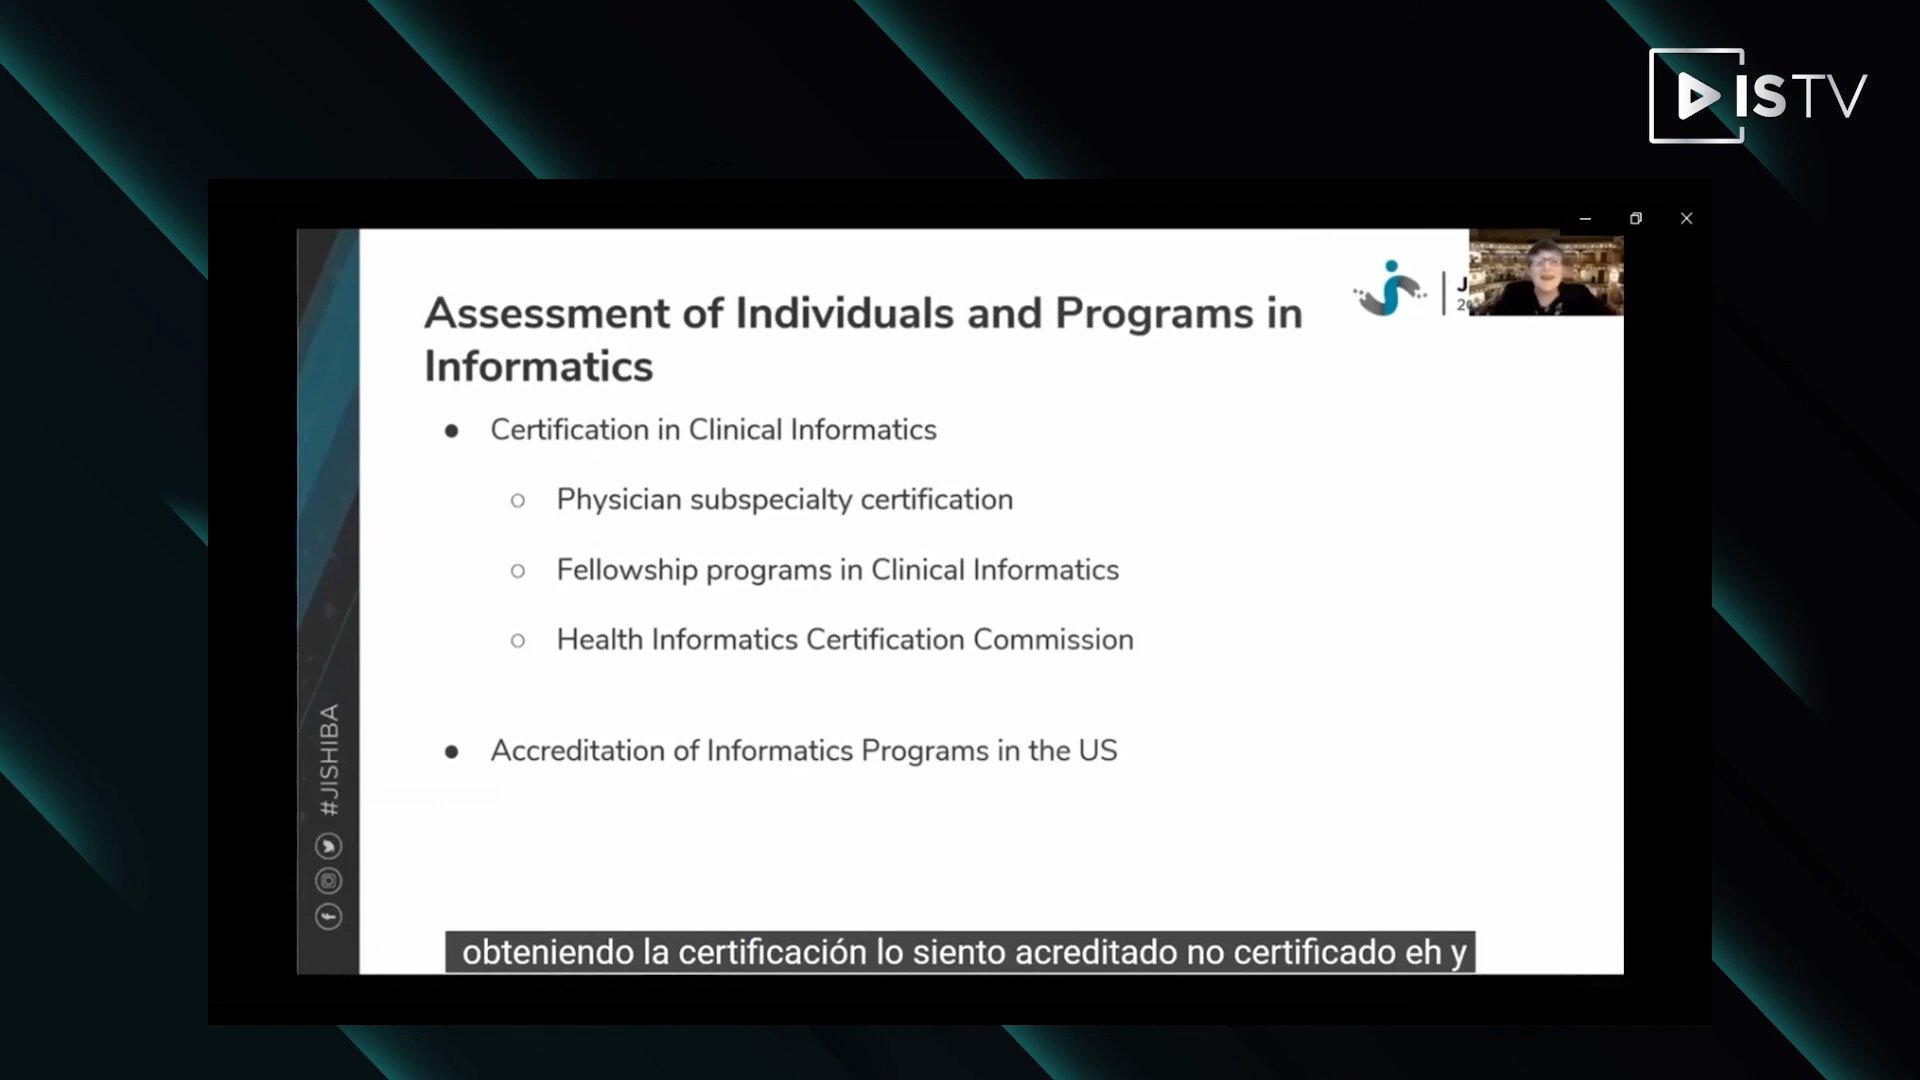 ISTV
Assessment of Individuals and Programs in
Informatics
● Certification in Clinical Informatics
○ Physician subspecialty certification
○ Fellowship programs in Clinical Informatics
○ Health Informatics Certification Commission
● Accreditation of Informatics Programs in the US
#JISHIBA
obteniendo la certificación lo siento acreditado no certificado eh y